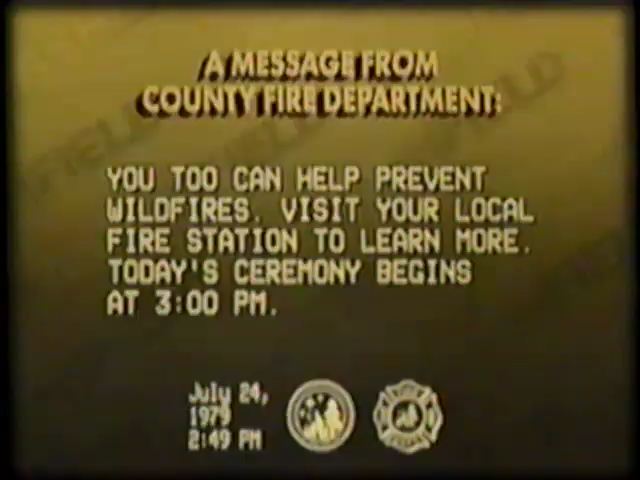 A MESSAGE FROM
COUNTY FIRE DEPARTMENT:
YOU TOO CAN HELP PREVENT
WILDFIRES. VISIT YOUR LOCAL
FIRE STATION TO LEARN MORE.
TODAY'S CEREMONY BEGINS
AT 3:00 PM.
July 24,
1979
2:49 PM